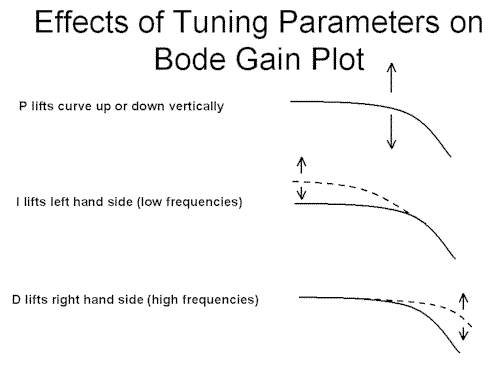 Effects of Tuning Parameters on
Bode Gain Plot
P lifts curve up or down vertically
I lifts left hand side (low frequencies)
D lifts right hand side (high frequencies)